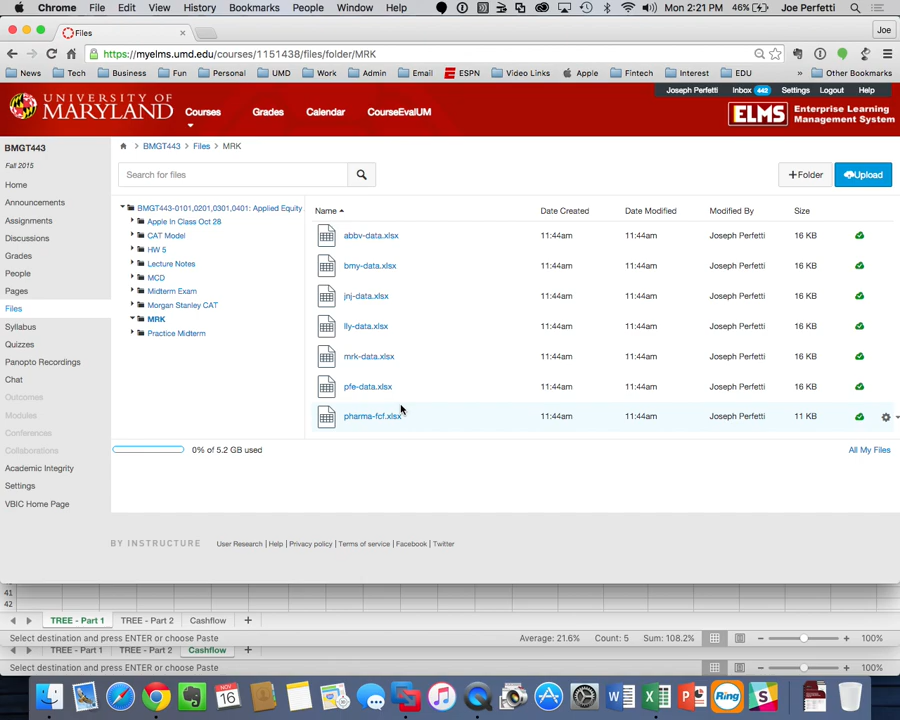 Chrome File Edit View History Bookmarks People Window Help 46% Mon 2:21 PM Joe Perfetti
Files Joe
https://myelms.umd.edu/courses/1151438/files/folder/MRK
News Tech Business Fun Personal UMD Work Admin Email ESPN Video Links Apple Fintech Interest EDU » Other Bookmarks
Joseph Perfetti Inbox 442 Settings Logout Help
UNIVERSITY OF MARYLAND Courses Grades Calendar CourseEvalUM ELMS Enterprise Learning Management System
BMGT443 > Files > MRK
BMGT443
Fall 2015
Home
Announcements
Assignments
Discussions
Grades
People
Pages
Files
Syllabus
Quizzes
Panopto Recordings
Chat
Outcomes
Modules
Conferences
Collaborations
Academic Integrity
Settings
VBIC Home Page
Search for files +Folder Upload
BMGT443-0101,0201,0301,0401: Applied Equity
Apple In Class Oct 28
CAT Model
HW 5
Lecture Notes
MCD
Midterm Exam
Morgan Stanley CAT
MRK
Practice Midterm
Name Date Created Date Modified Modified By Size
abbv-data.xlsx 11:44am 11:44am Joseph Perfetti 16 KB
bmy-data.xlsx 11:44am 11:44am Joseph Perfetti 16 KB
jnj-data.xlsx 11:44am 11:44am Joseph Perfetti 16 KB
lly-data.xlsx 11:44am 11:44am Joseph Perfetti 16 KB
mrk-data.xlsx 11:44am 11:44am Joseph Perfetti 16 KB
pfe-data.xlsx 11:44am 11:44am Joseph Perfetti 16 KB
pharma-fcf.xlsx 11:44am 11:44am Joseph Perfetti 11 KB
0% of 5.2 GB used All My Files
BY INSTRUCTURE User Research | Help | Privacy policy | Terms of service | Facebook | Twitter
41
42
TREE - Part 1 TREE - Part 2 Cashflow +
Select destination and press ENTER or choose Paste Average: 21.6% Count: 5 Sum: 108.2% 100%
TREE - Part 1 TREE - Part 2 Cashflow +
Select destination and press ENTER or choose Paste 100%
NOV
16
Ring